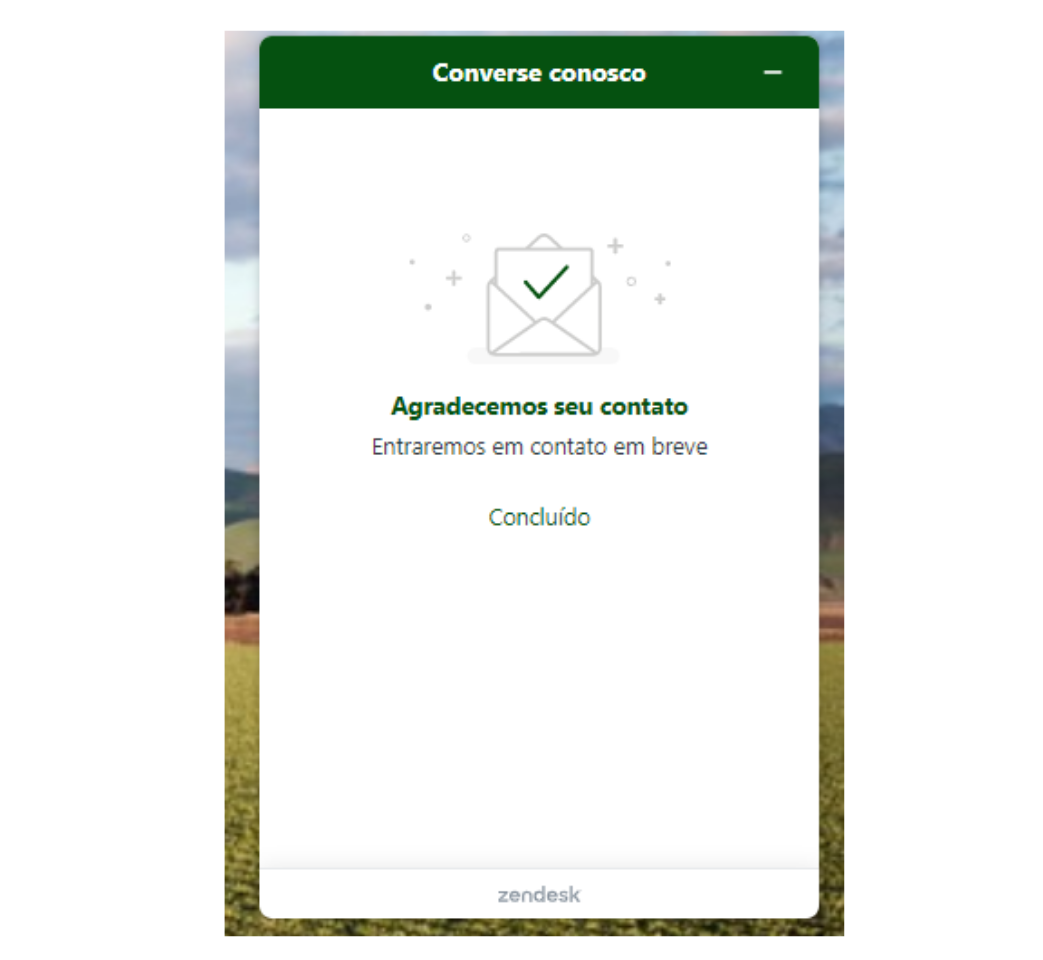 Converse conosco
Agradecemos seu contato
Entraremos em contato em breve
Concluído
zendesk